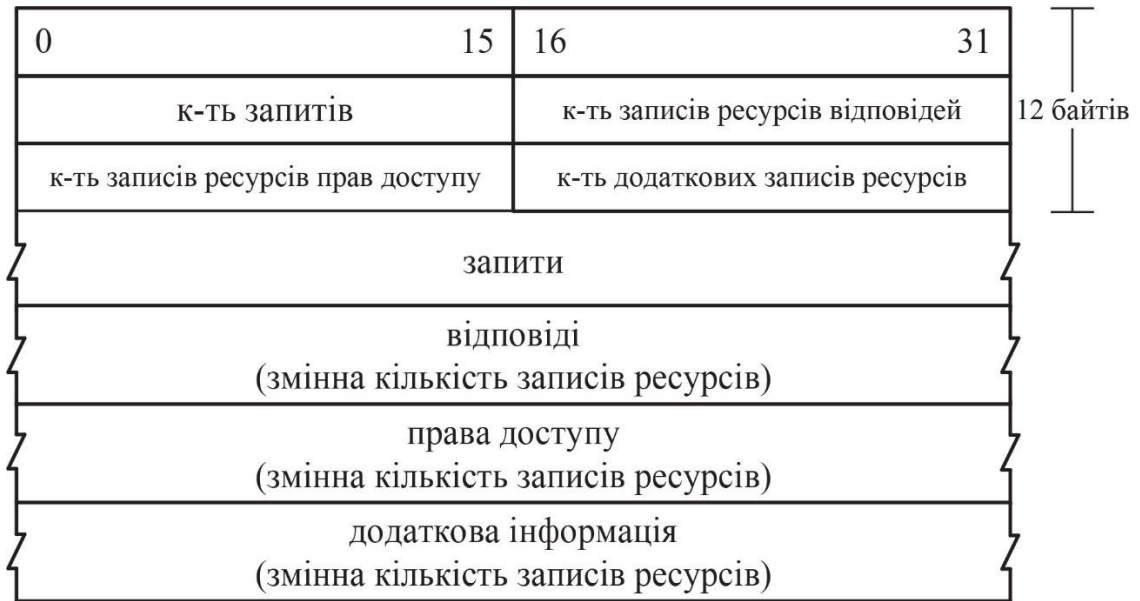 0 15 16 31
к-ть запитів к-ть записів ресурсів відповідей 12 байтів
к-ть записів ресурсів прав доступу к-ть додаткових записів ресурсів
запити
відповіді
(змінна кількість записів ресурсів)
права доступу
(змінна кількість записів ресурсів)
додаткова інформація
(змінна кількість записів ресурсів)